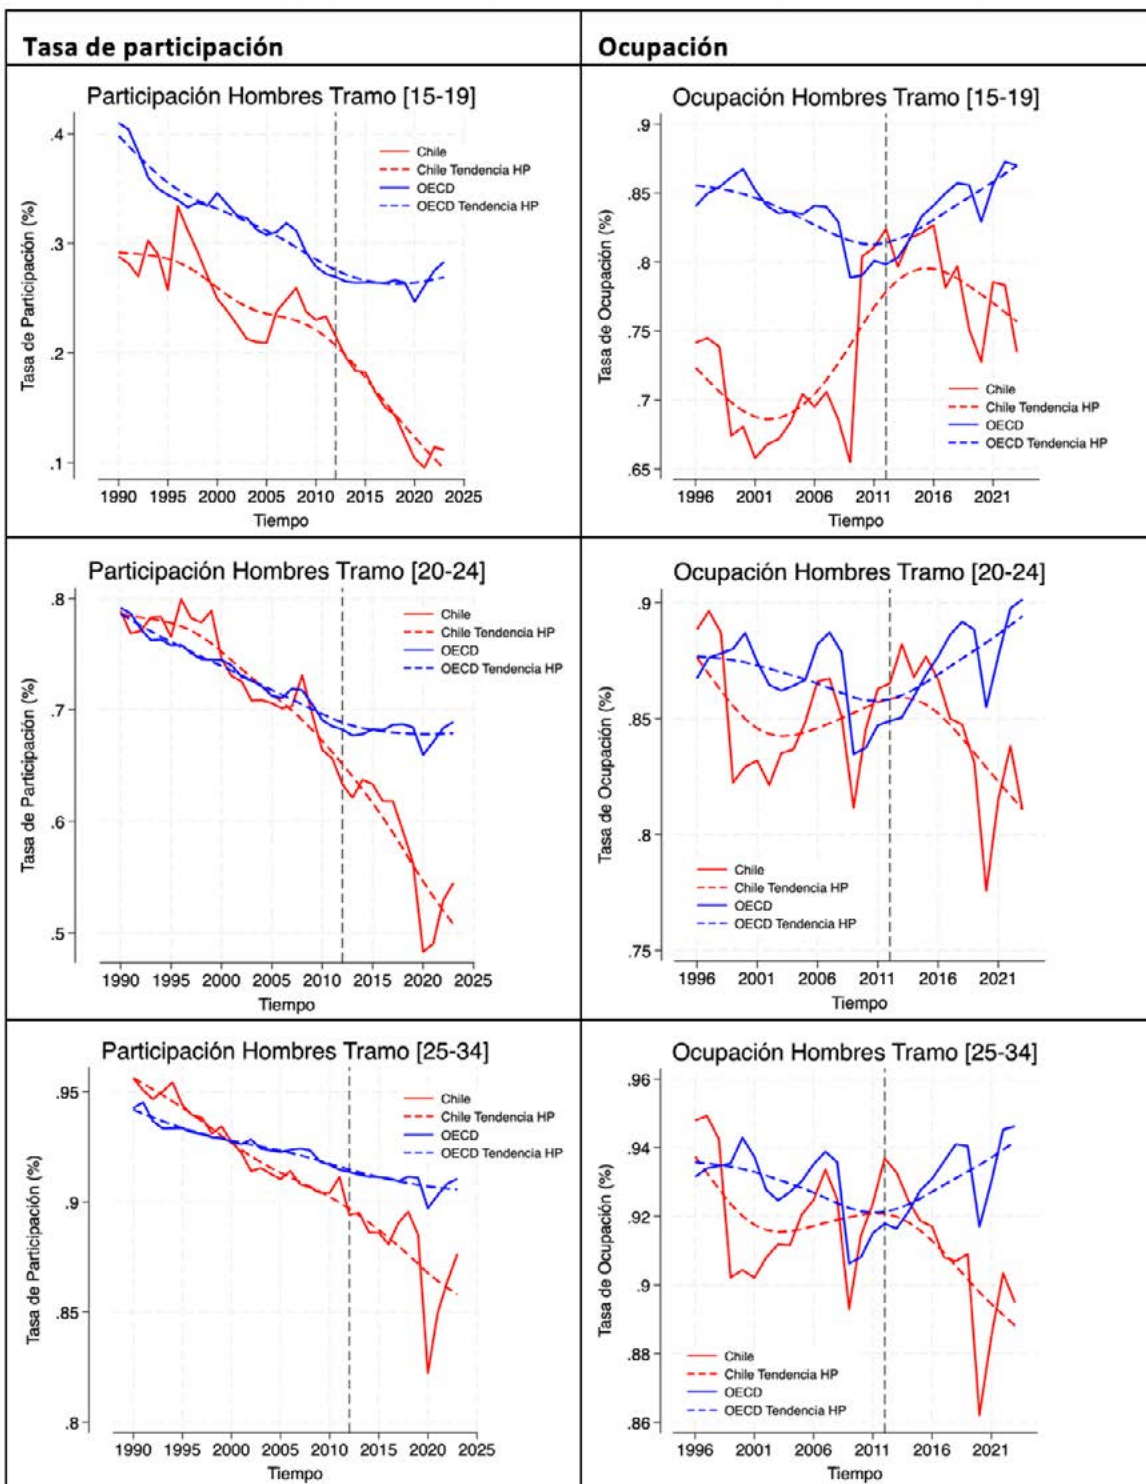 Tasa de participación
Ocupación
Participación Hombres Tramo [15-19]
Tasa de Participación (%)
.4
.3
.2
.1
Chile
Chile Tendencia HP
OECD
OECD Tendencia HP
1990 1995 2000 2005 2010 2015 2020 2025
Tiempo
Ocupación Hombres Tramo [15-19]
Tasa de Ocupación (%)
.9
.85
.8
.75
.7
.65
Chile
Chile Tendencia HP
OECD
OECD Tendencia HP
1996 2001 2006 2011 2016 2021
Tiempo
Participación Hombres Tramo [20-24]
Tasa de Participación (%)
.8
.7
.6
.5
Chile
Chile Tendencia HP
OECD
OECD Tendencia HP
1990 1995 2000 2005 2010 2015 2020 2025
Tiempo
Ocupación Hombres Tramo [20-24]
Tasa de Ocupación (%)
.9
.85
.8
.75
Chile
Chile Tendencia HP
OECD
OECD Tendencia HP
1996 2001 2006 2011 2016 2021
Tiempo
Participación Hombres Tramo [25-34]
Tasa de Participación (%)
.95
.9
.85
.8
Chile
Chile Tendencia HP
OECD
OECD Tendencia HP
1990 1995 2000 2005 2010 2015 2020 2025
Tiempo
Ocupación Hombres Tramo [25-34]
Tasa de Ocupación (%)
.96
.94
.92
.9
.88
.86
Chile
Chile Tendencia HP
OECD
OECD Tendencia HP
1996 2001 2006 2011 2016 2021
Tiempo